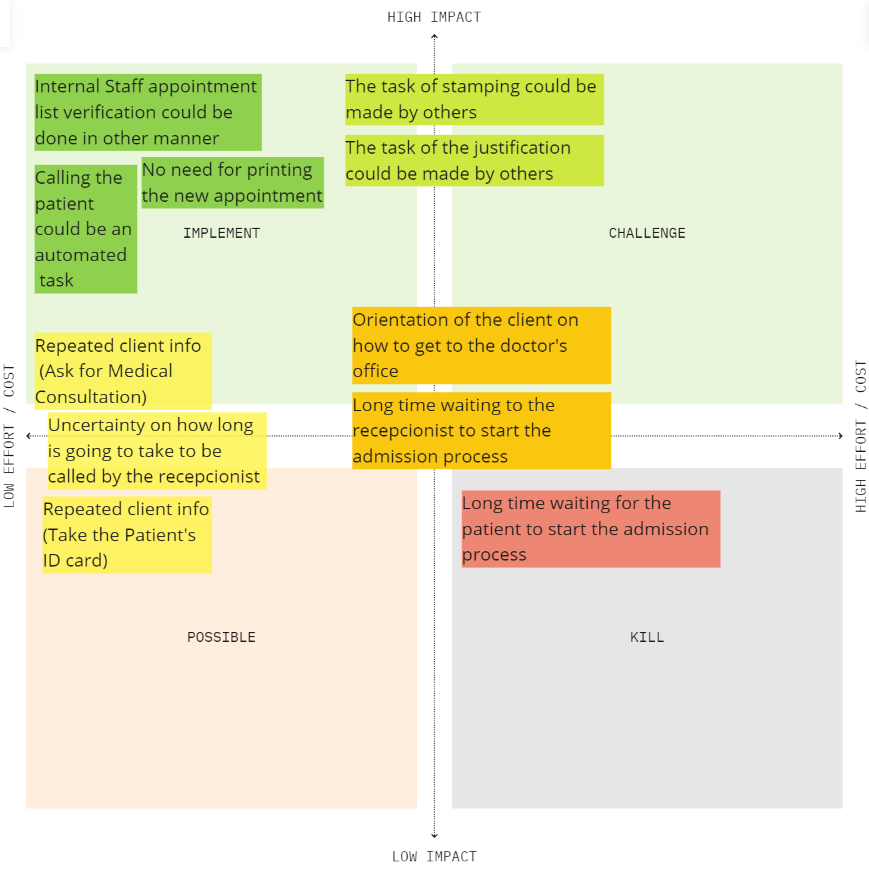 HIGH IMPACT
Internal Staff appointment
list verification could be
done in other manner
The task of stamping could be
made by others
The task of the justification
could be made by others
Calling the
patient
could be an
automated
task
No need for printing
the new appointment
IMPLEMENT
CHALLENGE
Orientation of the client on
how to get to the doctor's
office
Repeated client info
(Ask for Medical
Consultation)
Long time waiting to the
recepcionist to start the
admission process
Uncertainty on how long
is going to take to be
called by the recepcionist
LOW EFFORT / COST
HIGH EFFORT / COST
Repeated client info
(Take the Patient's
ID card)
Long time waiting for the
patient to start the admission
process
POSSIBLE
KILL
LOW IMPACT